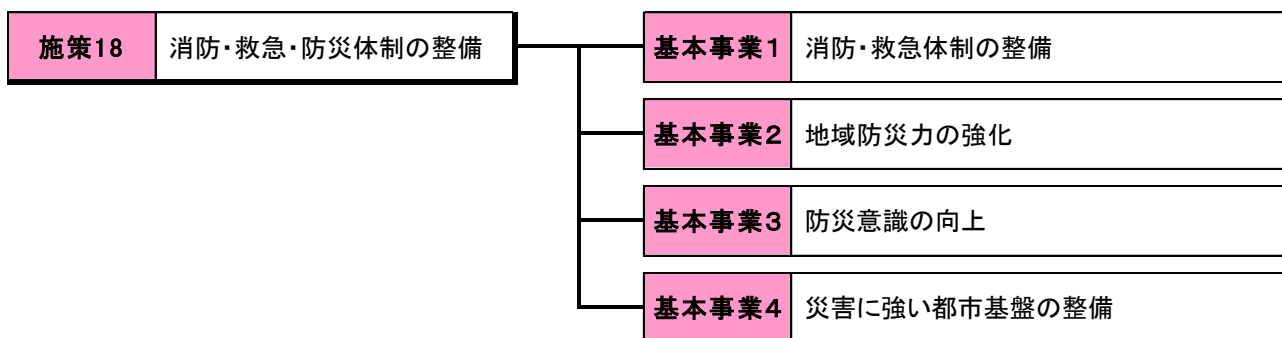 施策18 消防・救急・防災体制の整備
基本事業1 消防・救急体制の整備
基本事業2 地域防災力の強化
基本事業3 防災意識の向上
基本事業4 災害に強い都市基盤の整備